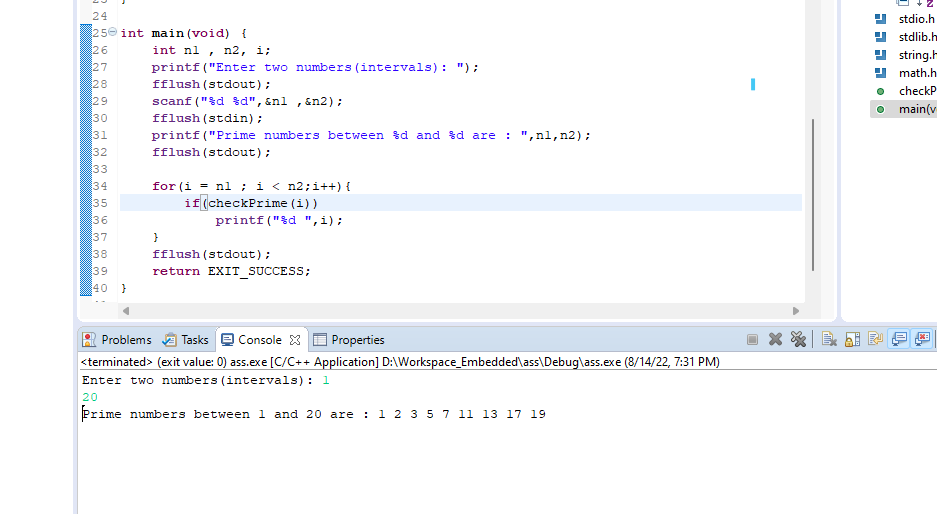 24
25 int main(void) {
26 int n1 , n2, i;
27 printf("Enter two numbers(intervals): ");
28 fflush(stdout);
29 scanf("%d %d",&n1 ,&n2);
30 fflush(stdin);
31 printf("Prime numbers between %d and %d are : ",n1,n2);
32 fflush(stdout);
33
34 for(i = n1 ; i < n2;i++){
35 if(checkPrime(i))
36 printf("%d ",i);
37 }
38 fflush(stdout);
39 return EXIT_SUCCESS;
40 }
stdio.h
stdlib.h
string.h
math.h
checkP
main(v
Problems Tasks Console Properties
<terminated> (exit value: 0) ass.exe [C/C++ Application] D:\Workspace_Embedded\ass\Debug\ass.exe (8/14/22, 7:31 PM)
Enter two numbers(intervals): 1
20
Prime numbers between 1 and 20 are : 1 2 3 5 7 11 13 17 19